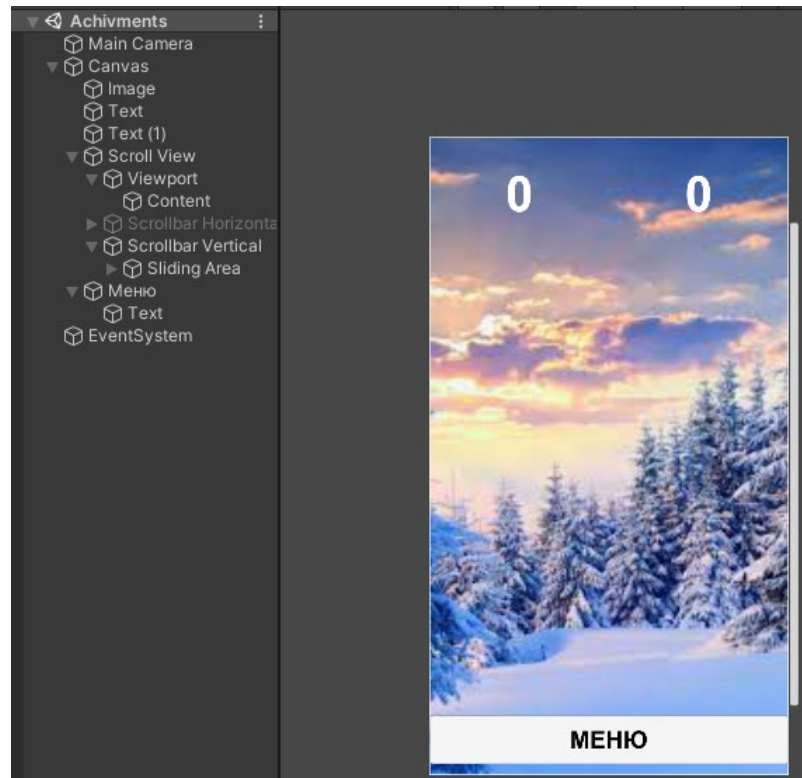 Achivments
Main Camera
Canvas
Image
Text
Text (1)
Scroll View
Viewport
Content
Scrollbar Horizonta
Scrollbar Vertical
Sliding Area
Меню
Text
EventSystem
0 0
МЕНЮ